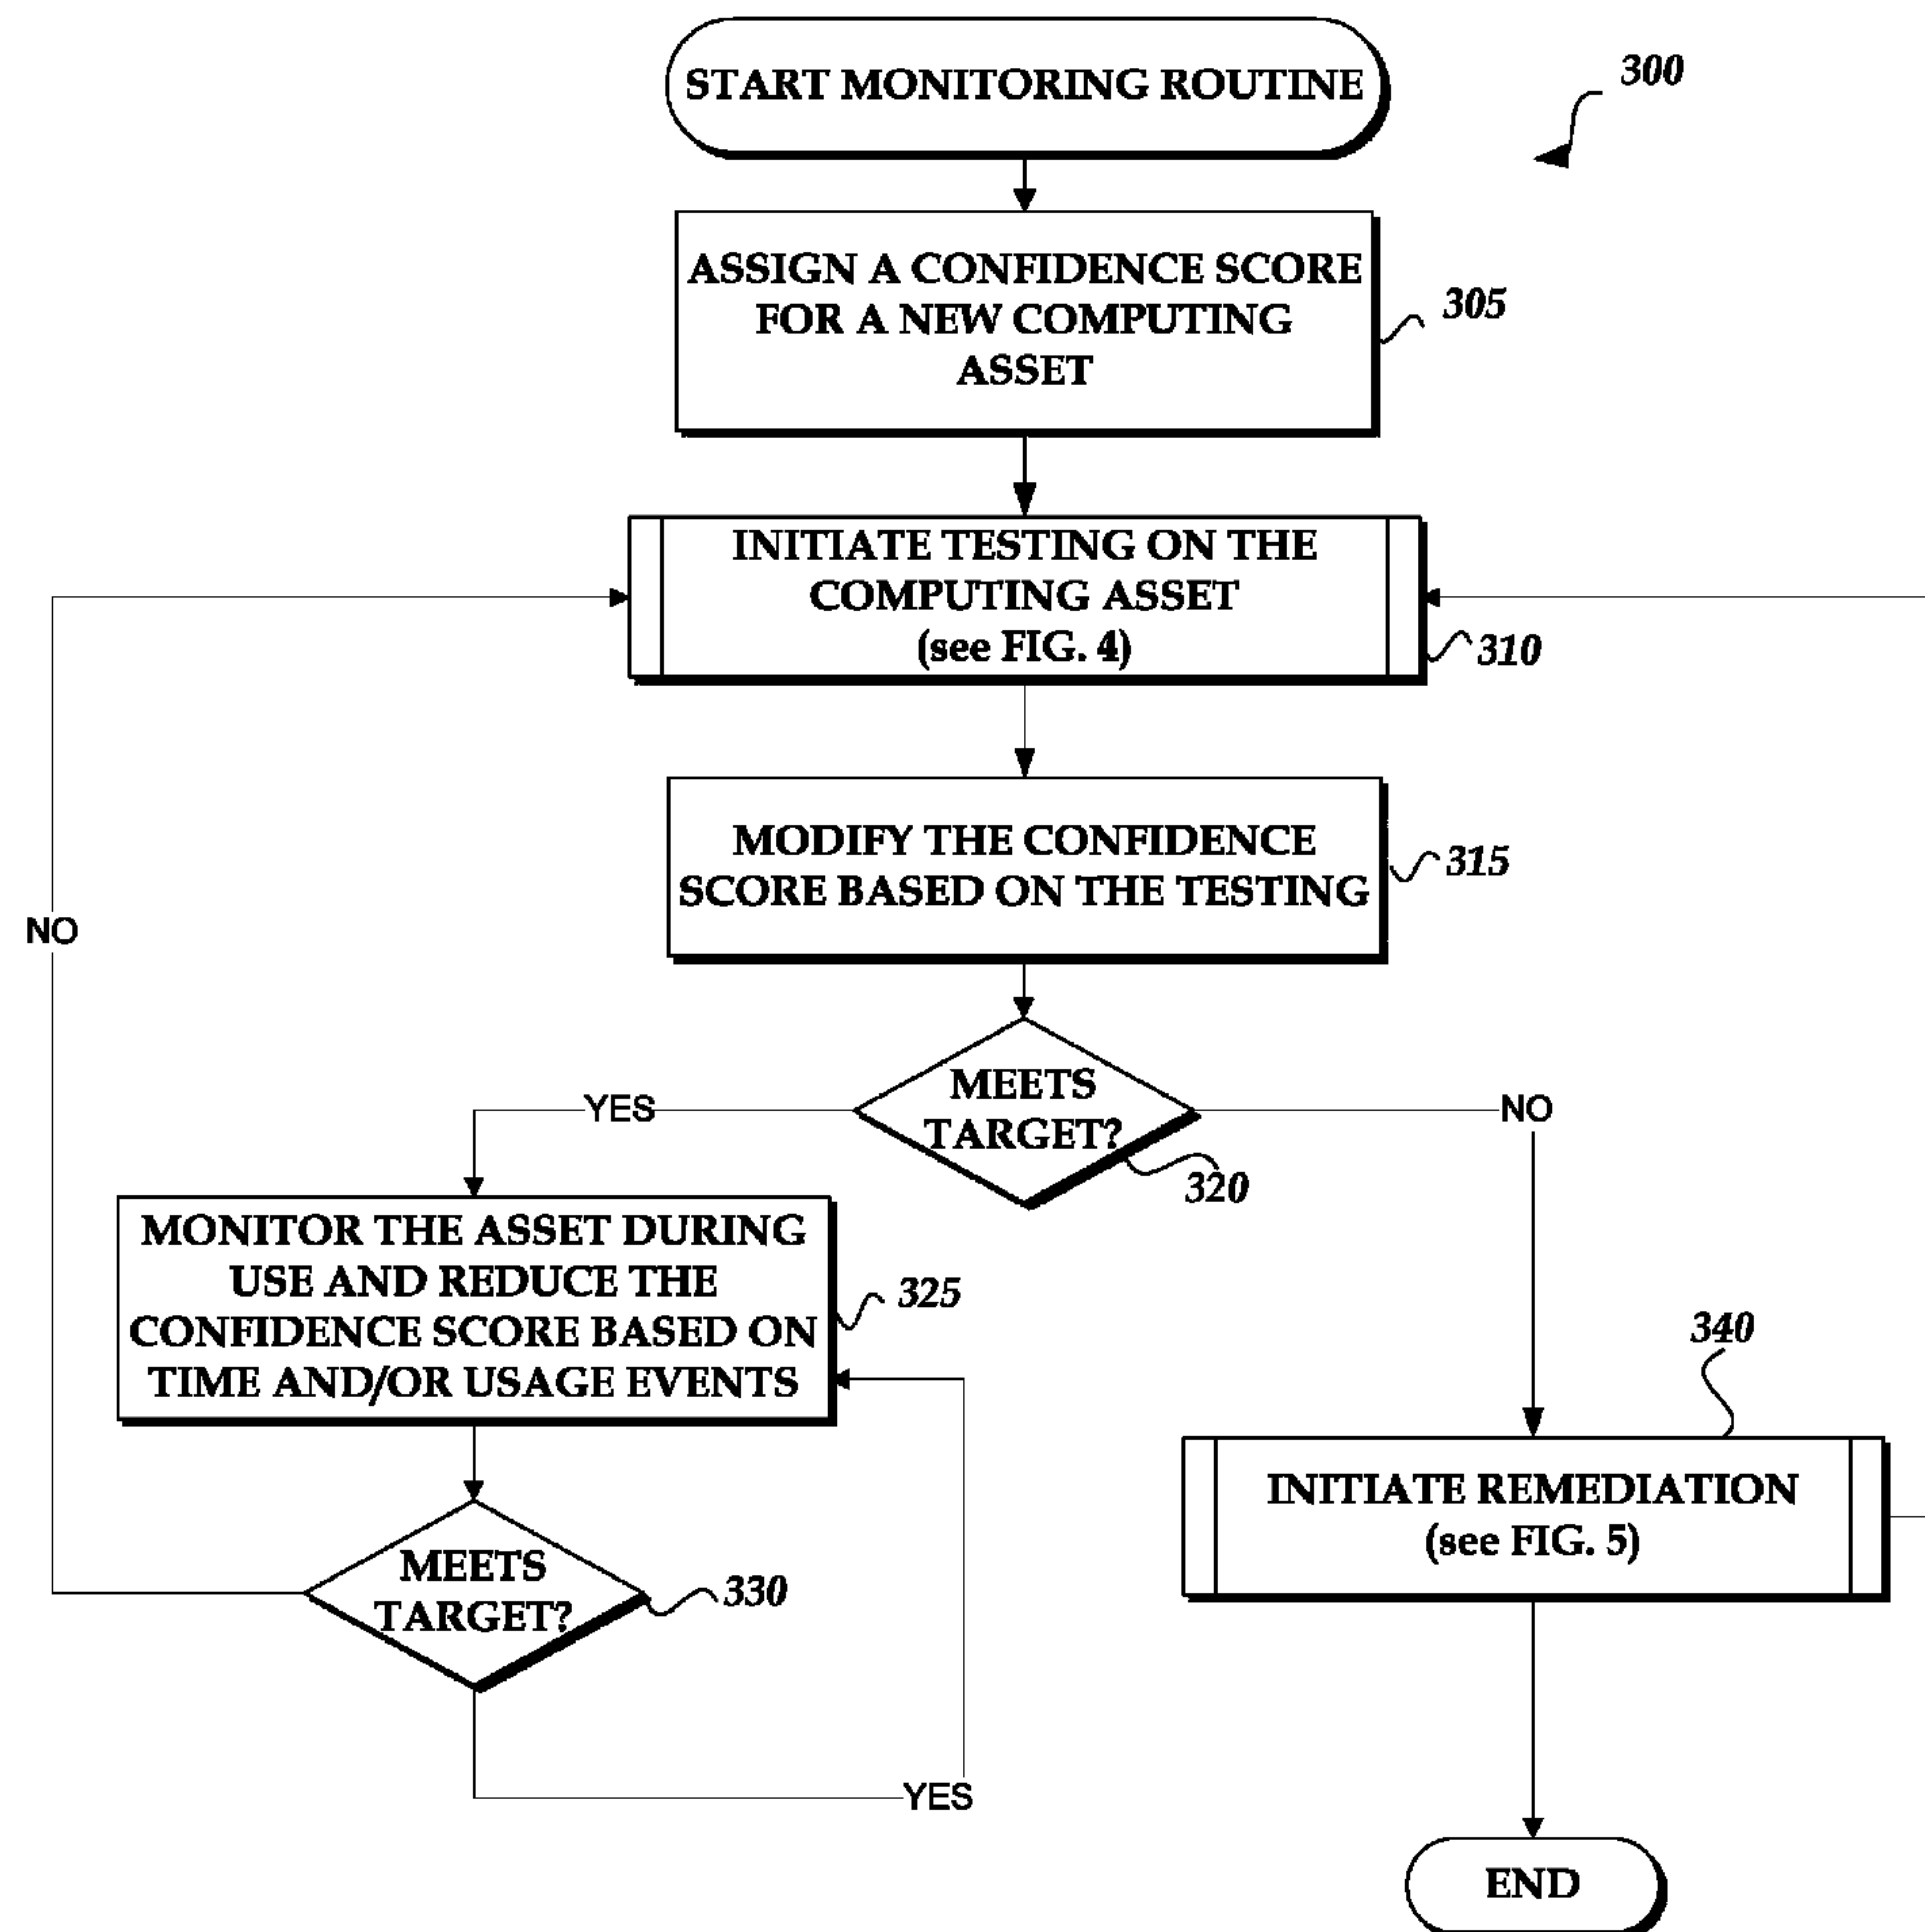 START MONITORING ROUTINE
300
ASSIGN A CONFIDENCE SCORE
FOR A NEW COMPUTING
ASSET
305
INITIATE TESTING ON THE
COMPUTING ASSET
(see FIG. 4)
310
MODIFY THE CONFIDENCE
SCORE BASED ON THE TESTING
315
NO
MEETS
TARGET?
320
YES
NO
MONITOR THE ASSET DURING
USE AND REDUCE THE
CONFIDENCE SCORE BASED ON
TIME AND/OR USAGE EVENTS
325
340
INITIATE REMEDIATION
(see FIG. 5)
MEETS
TARGET?
330
YES
END